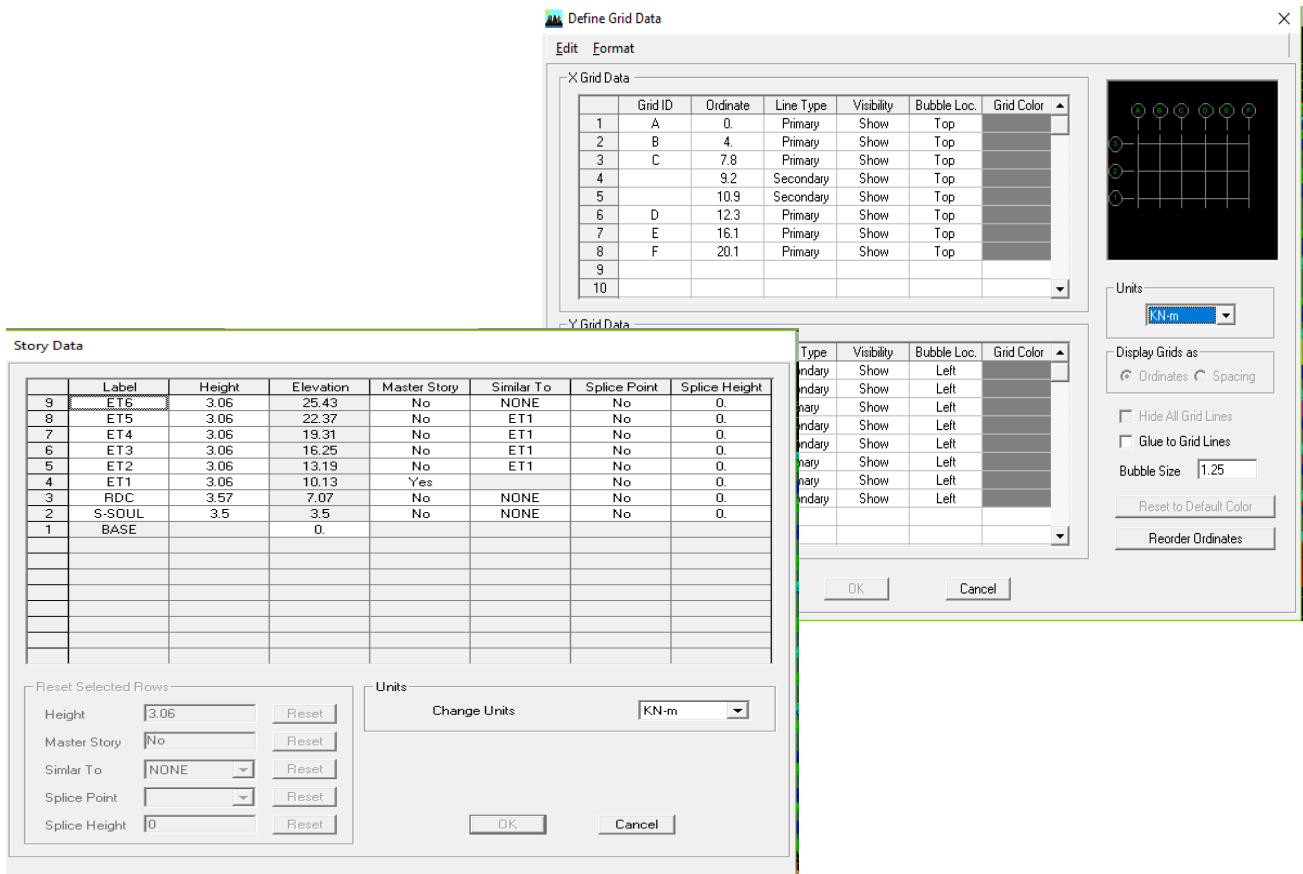 Define Grid Data
Edit Format
X Grid Data
Grid ID Ordinate Line Type Visibility Bubble Loc. Grid Color
1 A 0. Primary Show Top
2 B 4. Primary Show Top
3 C 7.8 Primary Show Top
4 9.2 Secondary Show Top
5 10.9 Secondary Show Top
6 D 12.3 Primary Show Top
7 E 16.1 Primary Show Top
8 F 20.1 Primary Show Top
9
10
A B C D E F
3
2
1
Units
KN-m
Y Grid Data
Type Visibility Bubble Loc. Grid Color
ndary Show Left
ndary Show Left
mary Show Left
ndary Show Left
ndary Show Left
mary Show Left
mary Show Left
ndary Show Left
Display Grids as
Ordinates Spacing
Hide All Grid Lines
Glue to Grid Lines
Bubble Size 1.25
Reset to Default Color
Reorder Ordinates
OK Cancel
Story Data
Label Height Elevation Master Story Similar To Splice Point Splice Height
9 ET6 3.06 25.43 No NONE No 0.
8 ET5 3.06 22.37 No ET1 No 0.
7 ET4 3.06 19.31 No ET1 No 0.
6 ET3 3.06 16.25 No ET1 No 0.
5 ET2 3.06 13.19 No ET1 No 0.
4 ET1 3.06 10.13 Yes No 0.
3 RDC 3.57 7.07 No NONE No 0.
2 S-SOUL 3.5 3.5 No NONE No 0.
1 BASE 0.
Reset Selected Rows
Height 3.06 Reset
Master Story No Reset
Simlar To NONE Reset
Splice Point Reset
Splice Height 0 Reset
Units
Change Units KN-m
OK Cancel